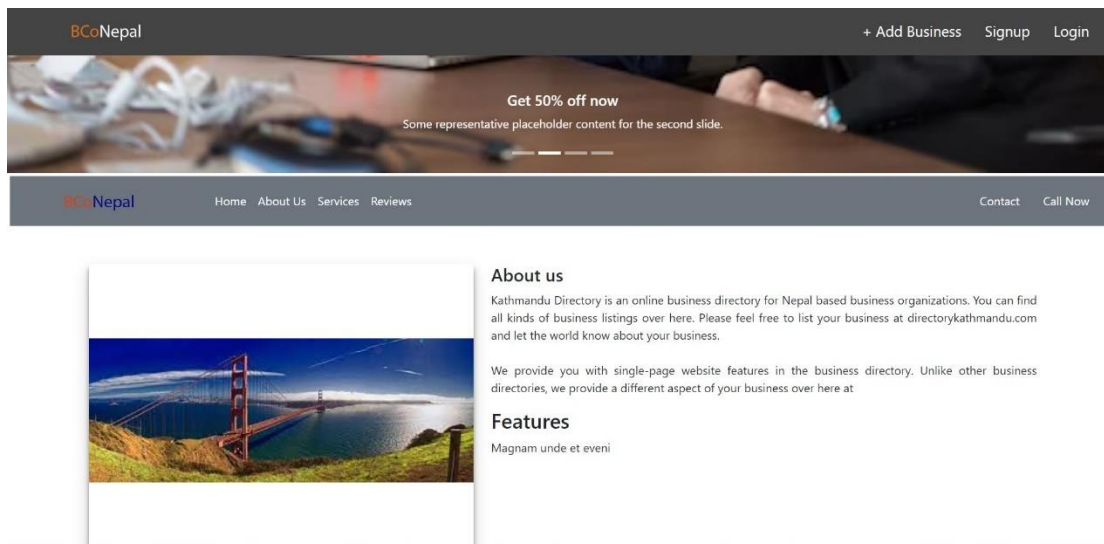 BCoNepal + Add Business Signup Login
Get 50% off now
Some representative placeholder content for the second slide.
BCoNepal Home About Us Services Reviews Contact Call Now
About us
Kathmandu Directory is an online business directory for Nepal based business organizations. You can find
all kinds of business listings over here. Please feel free to list your business at directorykathmandu.com
and let the world know about your business.
We provide you with single-page website features in the business directory. Unlike other business
directories, we provide a different aspect of your business over here at
Features
Magnam unde et eveni